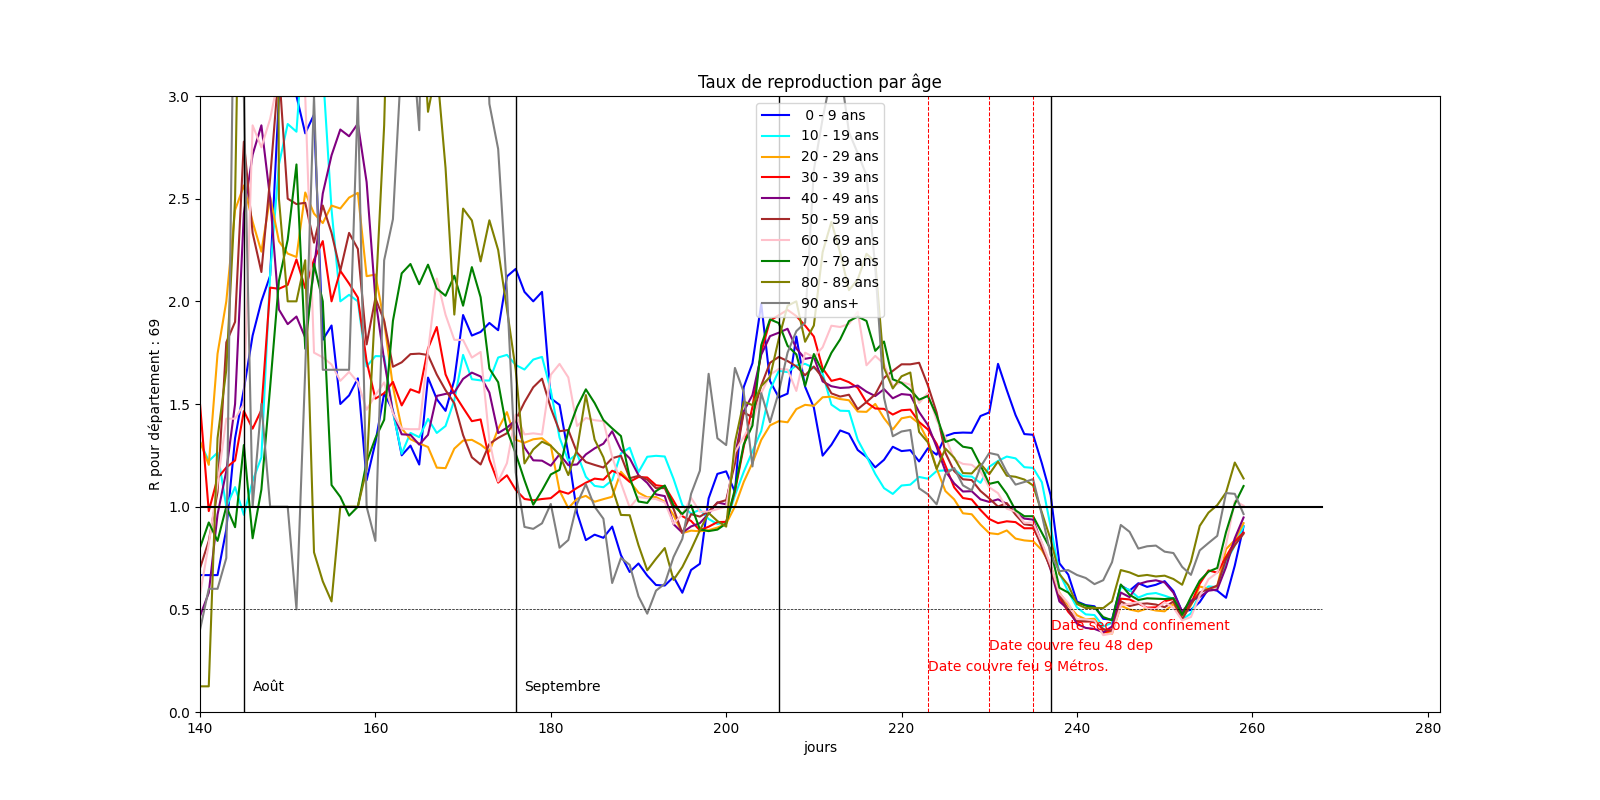 Taux de reproduction par âge
3.0
2.5
2.0
1.5
1.0
0.5
0.0
R pour département : 69
0 - 9 ans
10 - 19 ans
20 - 29 ans
30 - 39 ans
40 - 49 ans
50 - 59 ans
60 - 69 ans
70 - 79 ans
80 - 89 ans
90 ans+
Date second confinement
Date couvre feu 48 dep
Date couvre feu 9 Métros.
Août
Septembre
140 160 180 200 220 240 260 280
jours